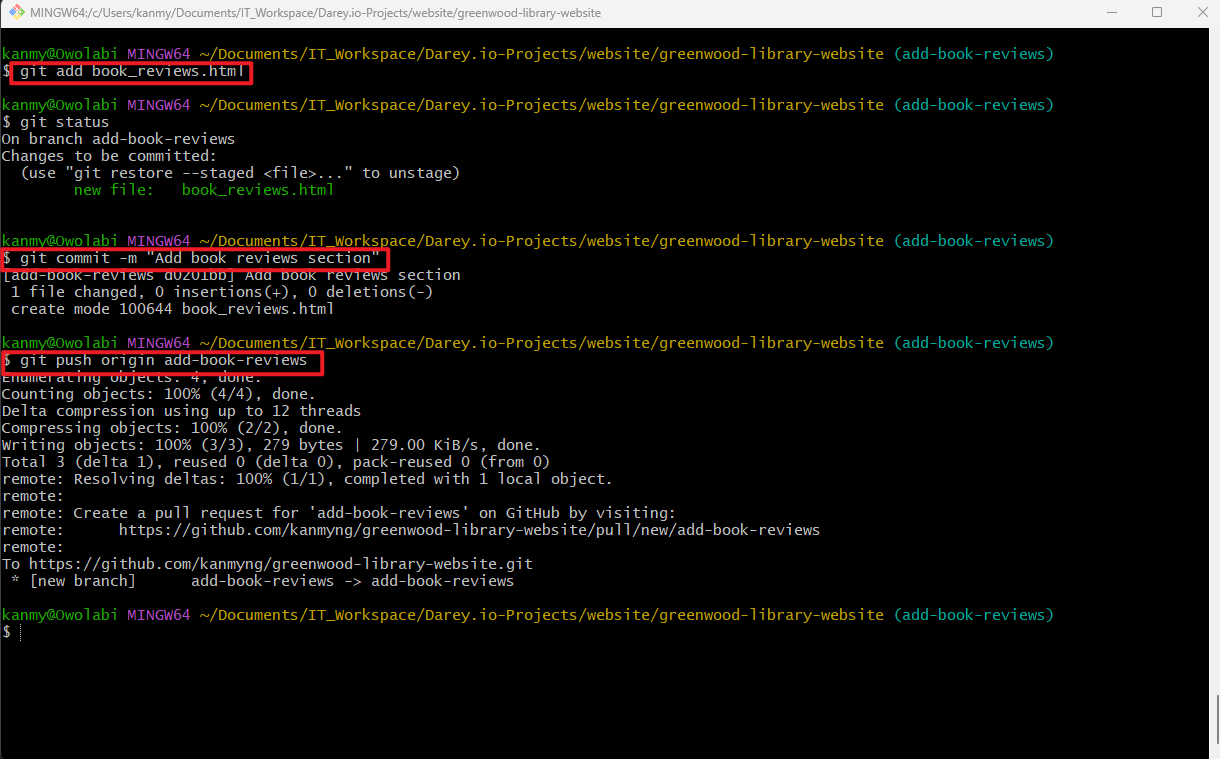 MINGW64:/c/Users/kanmy/Documents/IT_Workspace/Darey.io-Projects/website/greenwood-library-website
kanmy@Owolabi MINGW64 ~/Documents/IT_Workspace/Darey.io-Projects/website/greenwood-library-website (add-book-reviews)
$ git add book_reviews.html
kanmy@Owolabi MINGW64 ~/Documents/IT_Workspace/Darey.io-Projects/website/greenwood-library-website (add-book-reviews)
$ git status
On branch add-book-reviews
Changes to be committed:
  (use "git restore --staged <file>..." to unstage)
        new file:   book_reviews.html
kanmy@Owolabi MINGW64 ~/Documents/IT_Workspace/Darey.io-Projects/website/greenwood-library-website (add-book-reviews)
$ git commit -m "Add book reviews section"
[add-book-reviews d0201bb] Add book reviews section
 1 file changed, 0 insertions(+), 0 deletions(-)
 create mode 100644 book_reviews.html
kanmy@Owolabi MINGW64 ~/Documents/IT_Workspace/Darey.io-Projects/website/greenwood-library-website (add-book-reviews)
$ git push origin add-book-reviews
Enumerating objects: 4, done.
Counting objects: 100% (4/4), done.
Delta compression using up to 12 threads
Compressing objects: 100% (2/2), done.
Writing objects: 100% (3/3), 279 bytes | 279.00 KiB/s, done.
Total 3 (delta 1), reused 0 (delta 0), pack-reused 0 (from 0)
remote: Resolving deltas: 100% (1/1), completed with 1 local object.
remote:
remote: Create a pull request for 'add-book-reviews' on GitHub by visiting:
remote:      https://github.com/kanmyng/greenwood-library-website/pull/new/add-book-reviews
remote:
To https://github.com/kanmyng/greenwood-library-website.git
 * [new branch]      add-book-reviews -> add-book-reviews
kanmy@Owolabi MINGW64 ~/Documents/IT_Workspace/Darey.io-Projects/website/greenwood-library-website (add-book-reviews)
$